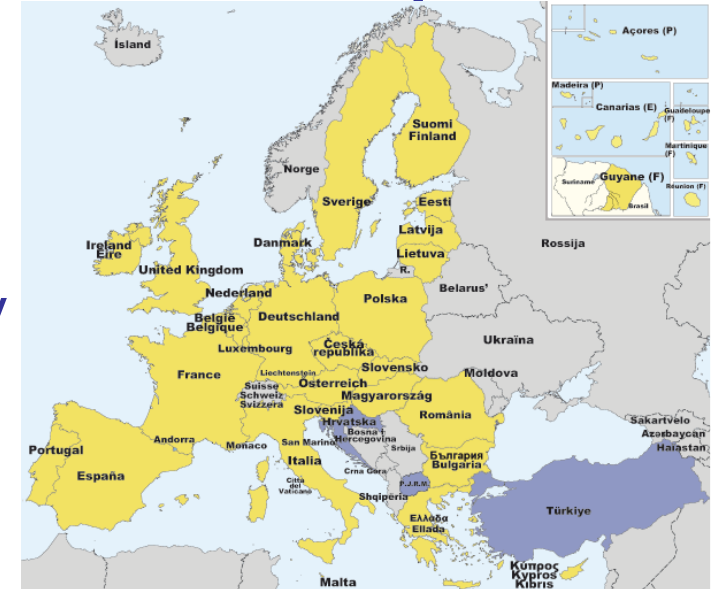 Ísland
Açores (P)
Madeira (P)
Canarias (E)
Guadeloupe
(F)
Martinique
(F)
Guyane (F)
Suriname
Brasil
Réunion (F)
Suomi
Finland
Norge
Sverige
Eesti
Latvija
Lietuva
R.
Danmark
Rossija
Ireland
Éire
United Kingdom
Belarus'
Nederland
Polska
België
Belgique
Deutschland
Ukraïna
Luxembourg
Česká
republika
Slovensko
Moldova
France
Liechtenstein
Österreich
Suisse
Schweiz
Svizzera
Magyarország
Slovenija
România
Hrvatska
Bosna i
Hercegovina
Srbija
Sakartvelo
Azərbaycan
Haiastan
Portugal
Andorra
Monaco
San Marino
España
Italia
Città
del
Vaticano
Crna Gora
България
Bulgaria
P.J.R.M.
Shqipëria
Ελλάδα
Ellada
Türkiye
Κύπρος
Kypros
Kıbrıs
Malta